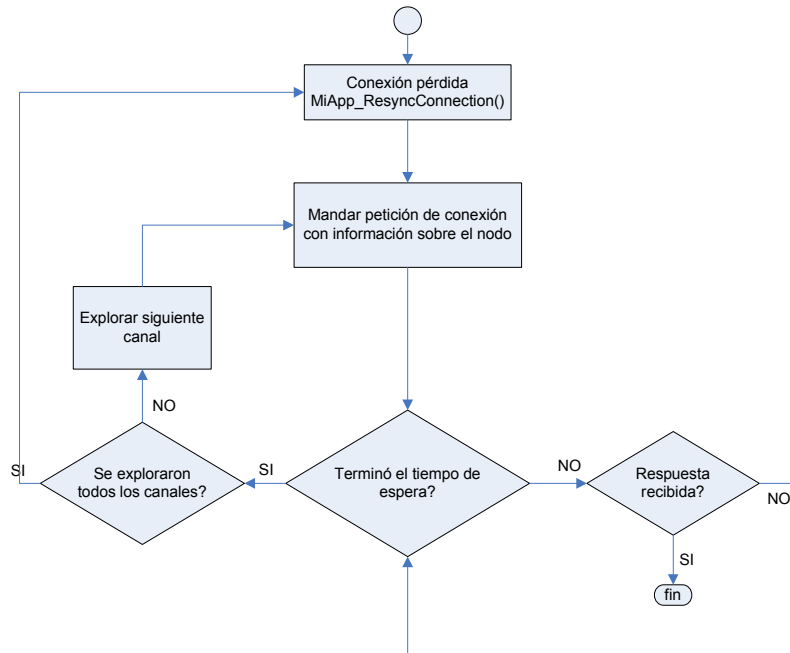 Conexión pérdida
MiApp_ResyncConnection()
Mandar petición de conexión
con información sobre el nodo
Explorar siguiente
canal
NO
SI
Se exploraron
todos los canales?
SI
Terminó el tiempo de
espera?
NO
Respuesta
recibida?
NO
SI
fin